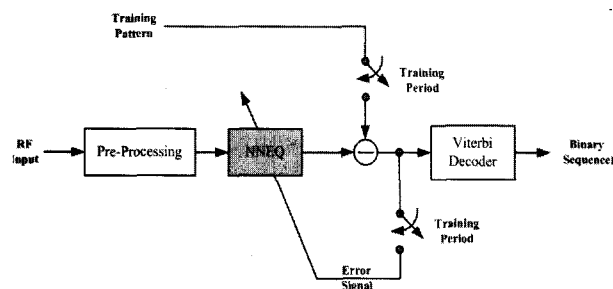 Training
Pattern
Training
Period
RF
Input
Pre-Processing
NNEQ
Viterbi
Decoder
Binary
Sequence
Training
Period
Error
Signal